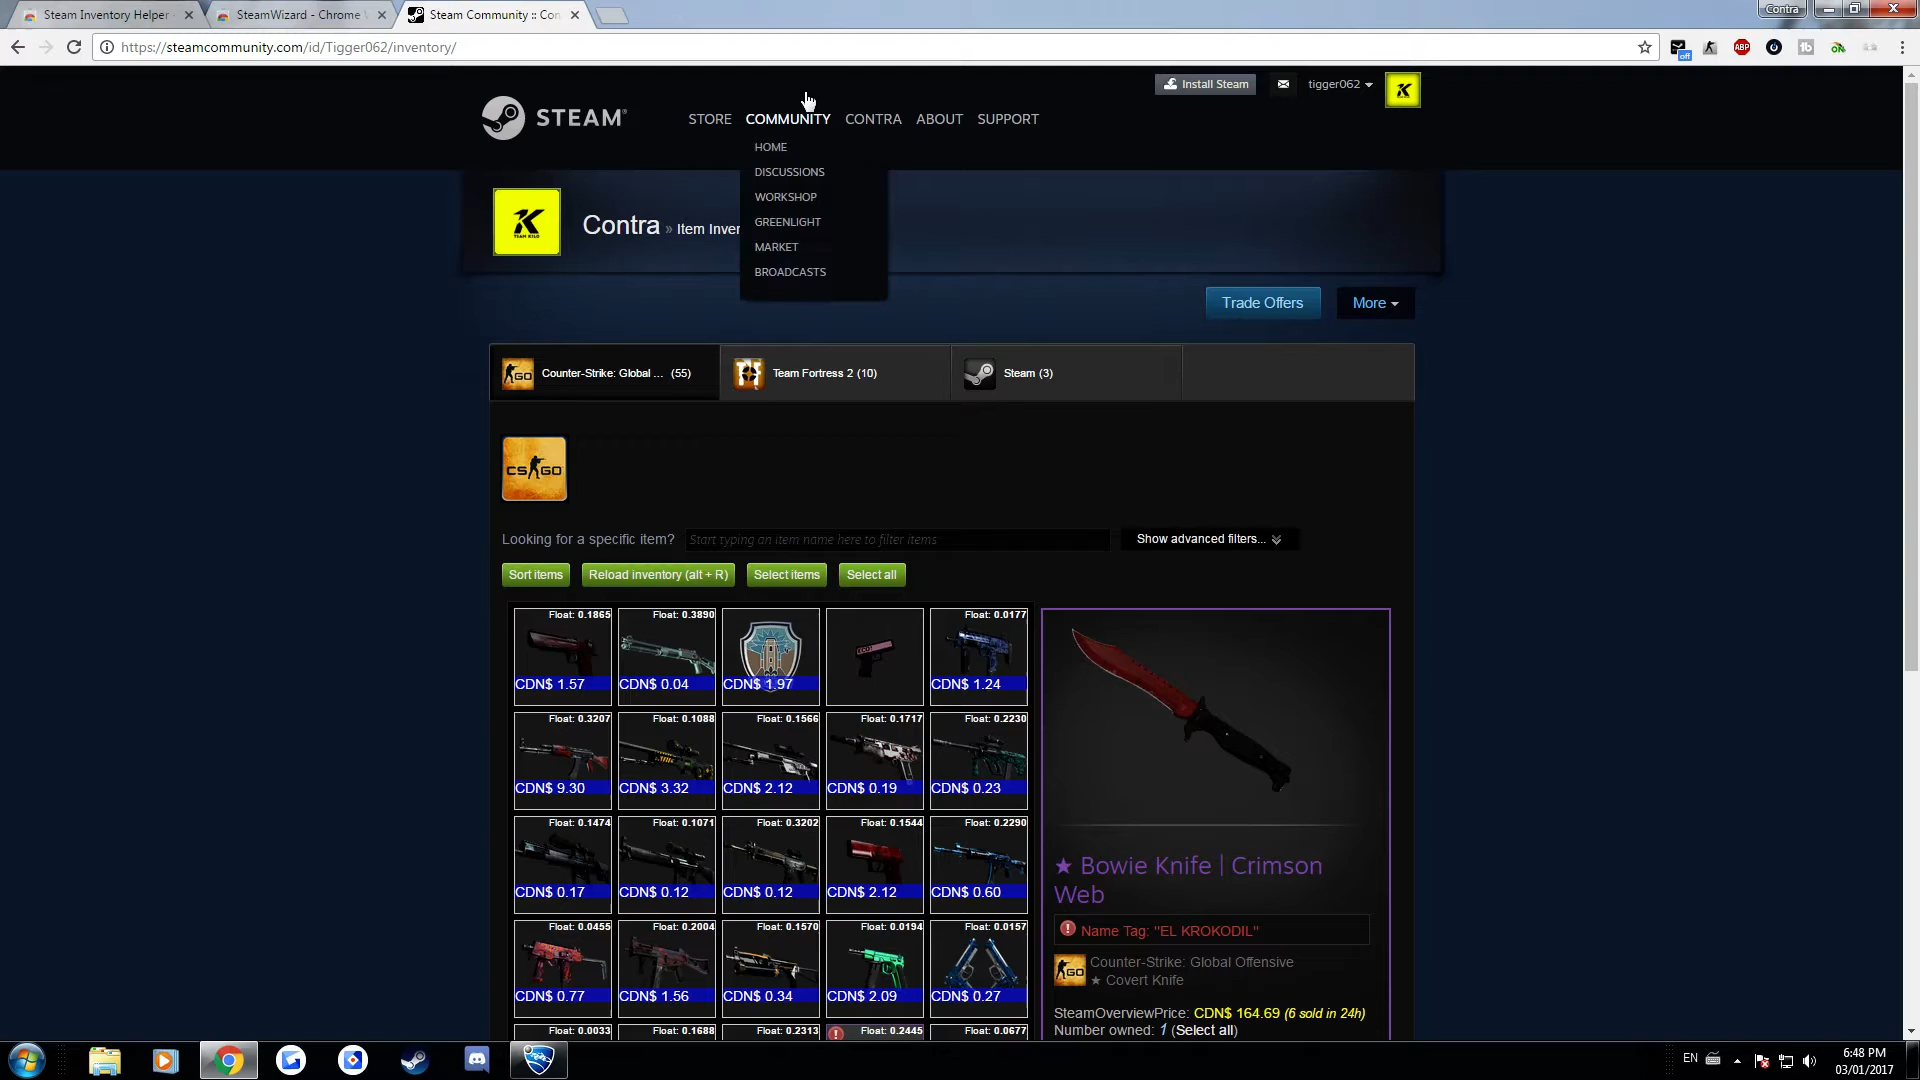 Steam Inventory Helper
SteamWizard - Chrome
Steam Community :: Con
Contra
https://steamcommunity.com/id/Tigger062/inventory/
off
ABP
Install Steam
tigger062
STEAM
STORE COMMUNITY CONTRA ABOUT SUPPORT
HOME
DISCUSSIONS
WORKSHOP
GREENLIGHT
MARKET
BROADCASTS
K
TEAM KILO
Contra » Item Inven
Trade Offers
More
Counter-Strike: Global ... (55)
Team Fortress 2 (10)
Steam (3)
CS GO
Looking for a specific item?
Start typing an item name here to filter items
Show advanced filters...
Sort items
Reload inventory (alt + R)
Select items
Select all
Float: 0.1865 Float: 0.3890 Float: 0.0177
CDN$ 1.57 CDN$ 0.04 CDN$ 1.97 CDN$ 1.24
Float: 0.3207 Float: 0.1088 Float: 0.1566 Float: 0.1717 Float: 0.2230
CDN$ 9.30 CDN$ 3.32 CDN$ 2.12 CDN$ 0.19 CDN$ 0.23
Float: 0.1474 Float: 0.1071 Float: 0.3202 Float: 0.1544 Float: 0.2290
CDN$ 0.17 CDN$ 0.12 CDN$ 0.12 CDN$ 2.12 CDN$ 0.60
Float: 0.0455 Float: 0.2004 Float: 0.1570 Float: 0.0194 Float: 0.0157
CDN$ 0.77 CDN$ 1.56 CDN$ 0.34 CDN$ 2.09 CDN$ 0.27
Float: 0.0033 Float: 0.1688 Float: 0.2313 Float: 0.2445 Float: 0.0677
★ Bowie Knife | Crimson
Web
Name Tag: "EL KROKODIL"
Counter-Strike: Global Offensive
★ Covert Knife
SteamOverviewPrice: CDN$ 164.69 (6 sold in 24h)
Number owned: 1 (Select all)
EN
6:48 PM
03/01/2017